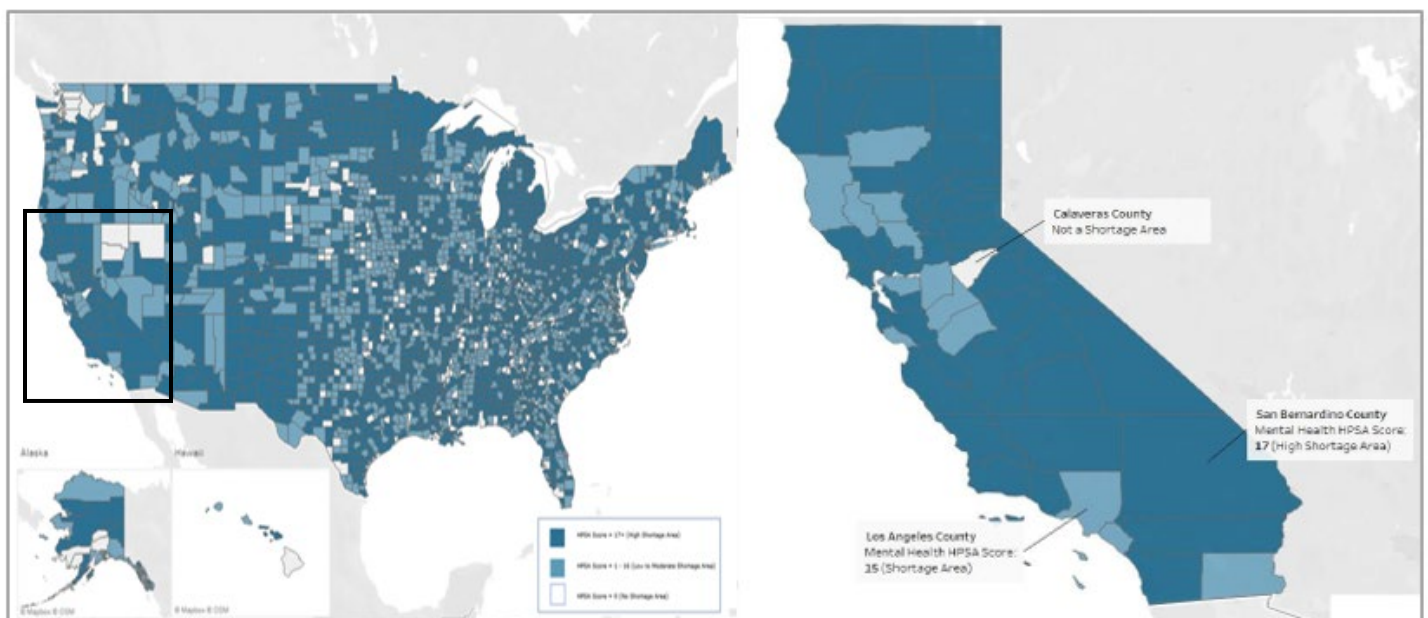 Calaveras County
Not a Shortage Area
San Bernardino County
Mental Health HPSA Score:
17 (High Shortage Area)
Los Angeles County
Mental Health HPSA Score:
15 (Shortage Area)
Alaska
Hawaii
HPSA Score = 17+ (High Shortage Area)
HPSA Score = 1 - 16 (Low to Moderate Shortage Area)
HPSA Score = 0 (No Shortage Area)
© Mapbox © OSM
© Mapbox © OSM